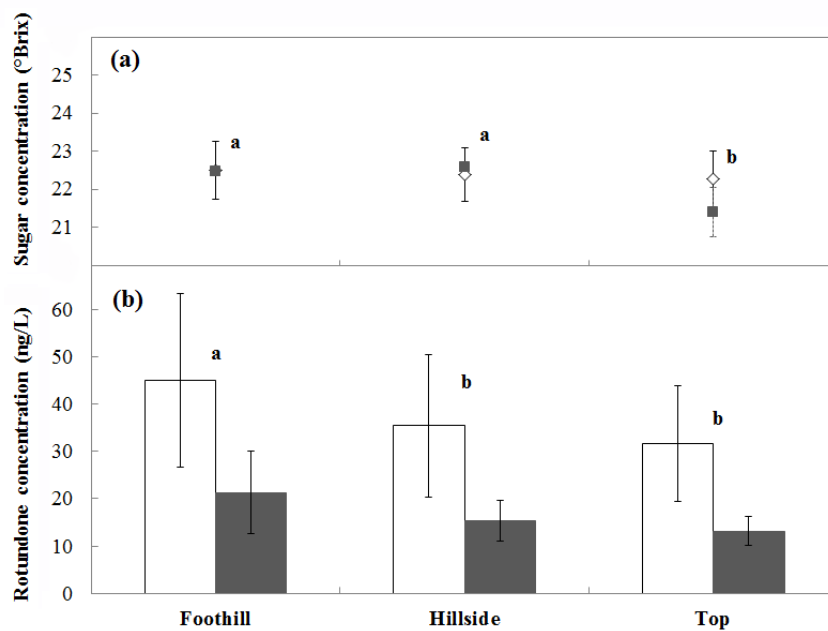 Sugar concentration (°Brix)
(a)
25
24
23
22
21
a
a
b
Rotundone concentration (ng/L)
(b)
60
50
40
30
20
10
0
a
b
b
Foothill
Hillside
Top